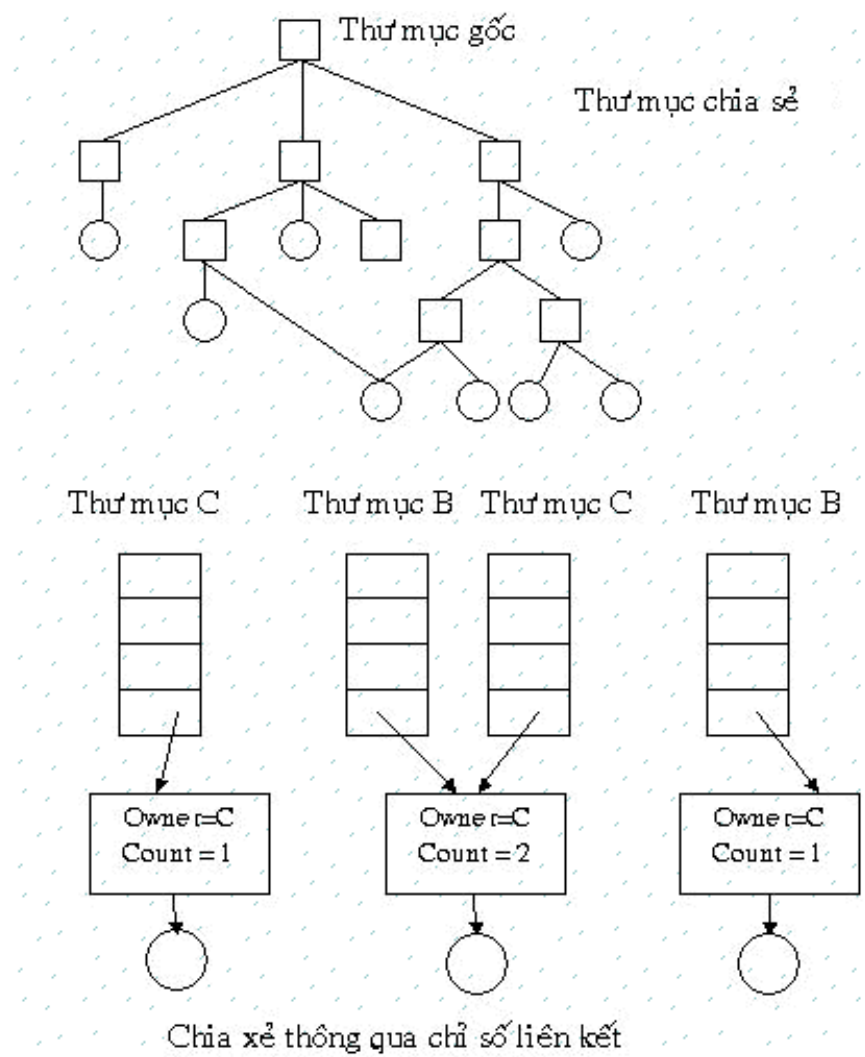 Thư mục gốc
Thư mục chia sẻ
Thư mục C
Thư mục B
Thư mục C
Thư mục B
Owner=C
Count = 1
Owner=C
Count = 2
Owner=C
Count = 1
Chia xẻ thông qua chỉ số liên kết